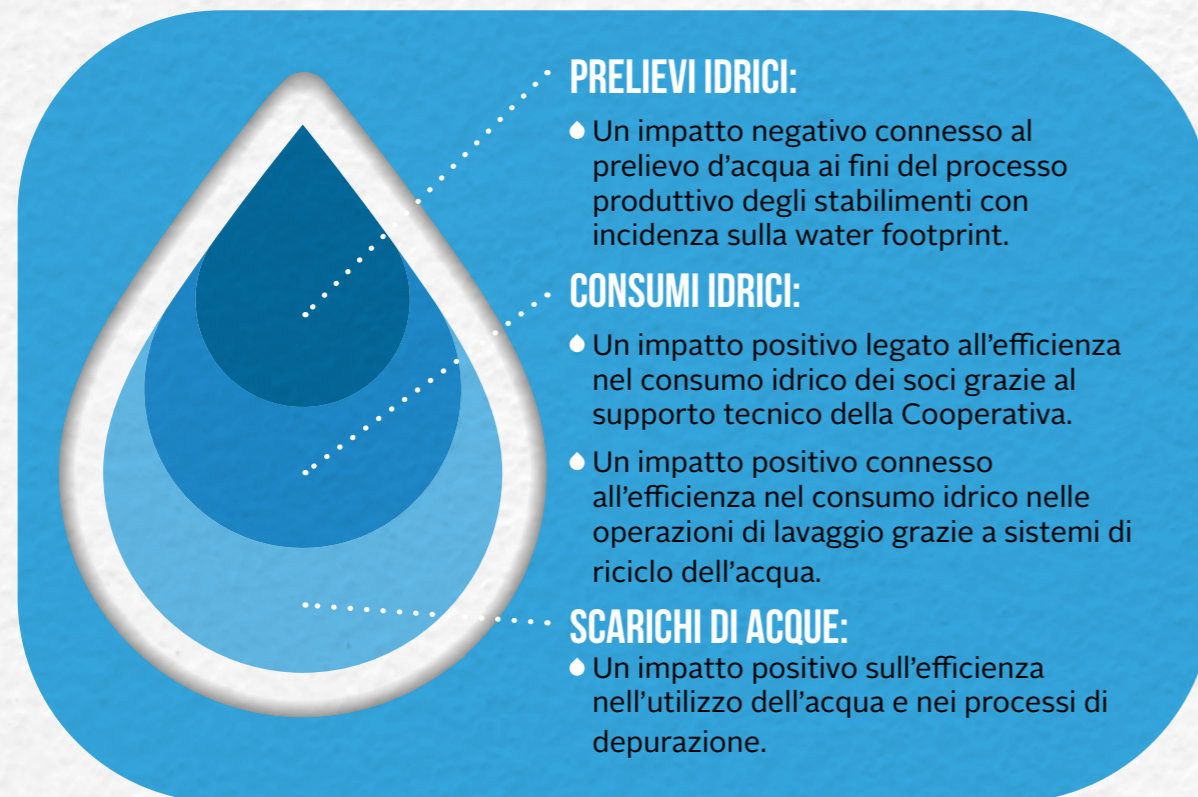 PRELIEVI IDRICI:
Un impatto negativo connesso al
prelievo d'acqua ai fini del processo
produttivo degli stabilimenti con
incidenza sulla water footprint.
CONSUMI IDRICI:
Un impatto positivo legato all'efficienza
nel consumo idrico dei soci grazie al
supporto tecnico della Cooperativa.
Un impatto positivo connesso
all'efficienza nel consumo idrico nelle
operazioni di lavaggio grazie a sistemi di
riciclo dell'acqua.
SCARICHI DI ACQUE:
Un impatto positivo sull'efficienza
nell'utilizzo dell'acqua e nei processi di
depurazione.